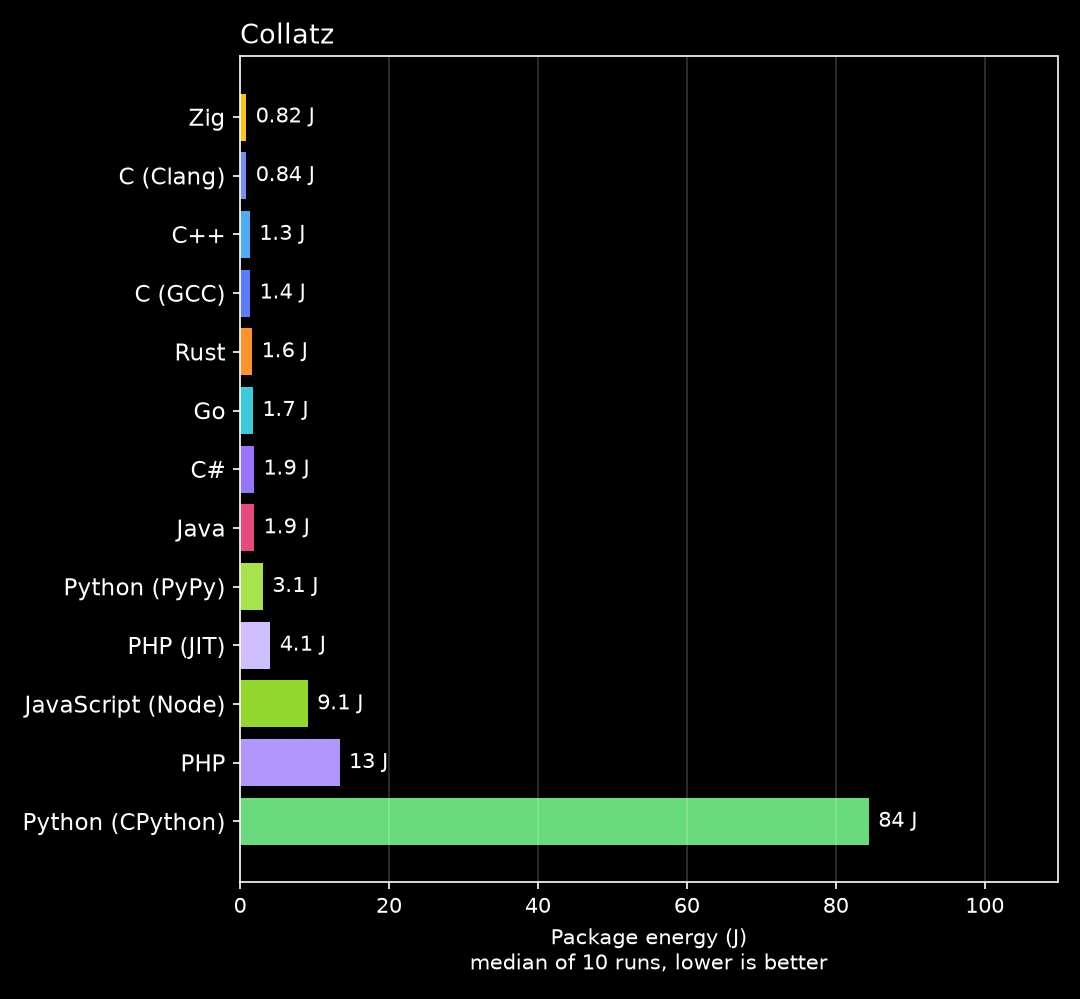 Collatz
Zig 0.82 J
C (Clang) 0.84 J
C++ 1.3 J
C (GCC) 1.4 J
Rust 1.6 J
Go 1.7 J
C# 1.9 J
Java 1.9 J
Python (PyPy) 3.1 J
PHP (JIT) 4.1 J
JavaScript (Node) 9.1 J
PHP 13 J
Python (CPython) 84 J
0 20 40 60 80 100
Package energy (J)
median of 10 runs, lower is better